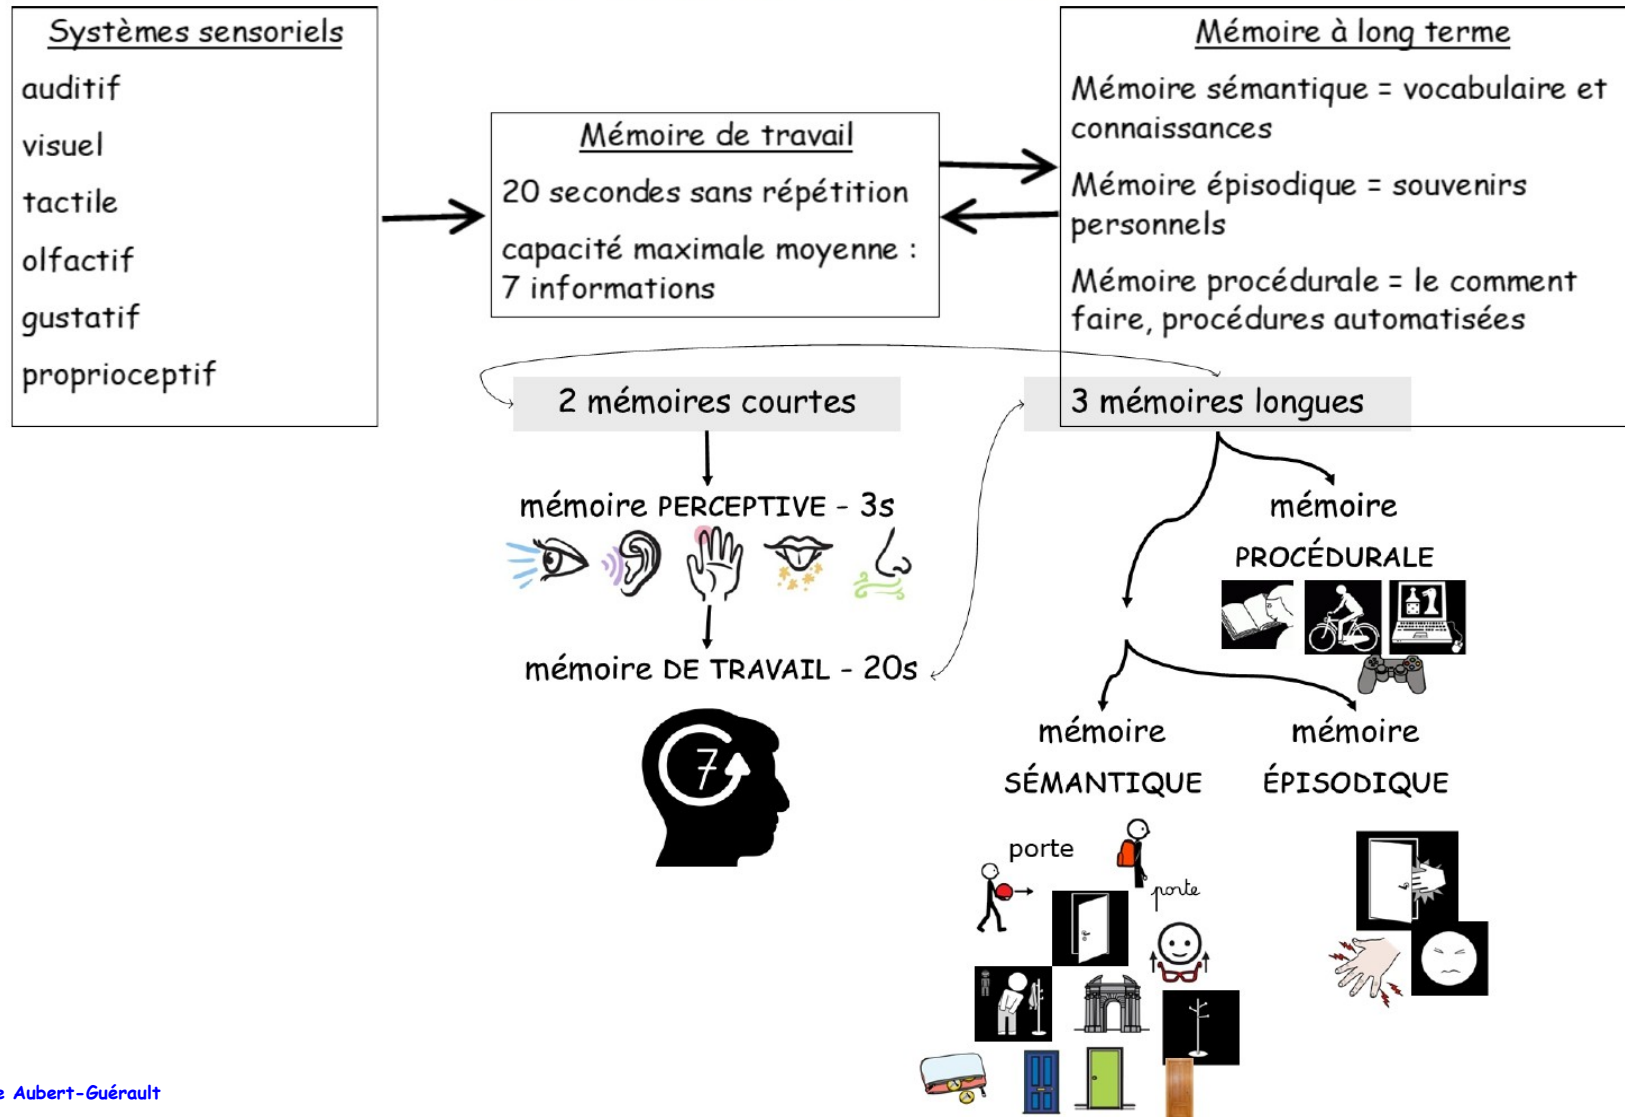 Systèmes sensoriels
auditif
visuel
tactile
olfactif
gustatif
proprioceptif
Mémoire de travail
20 secondes sans répétition
capacité maximale moyenne :
7 informations
Mémoire à long terme
Mémoire sémantique = vocabulaire et
connaissances
Mémoire épisodique = souvenirs
personnels
Mémoire procédurale = le comment
faire, procédures automatisées
2 mémoires courtes
3 mémoires longues
mémoire PERCEPTIVE - 3s
mémoire DE TRAVAIL - 20s
7
mémoire
PROCÉDURALE
1
mémoire
SÉMANTIQUE
mémoire
ÉPISODIQUE
porte
porte
e Aubert-Guérault